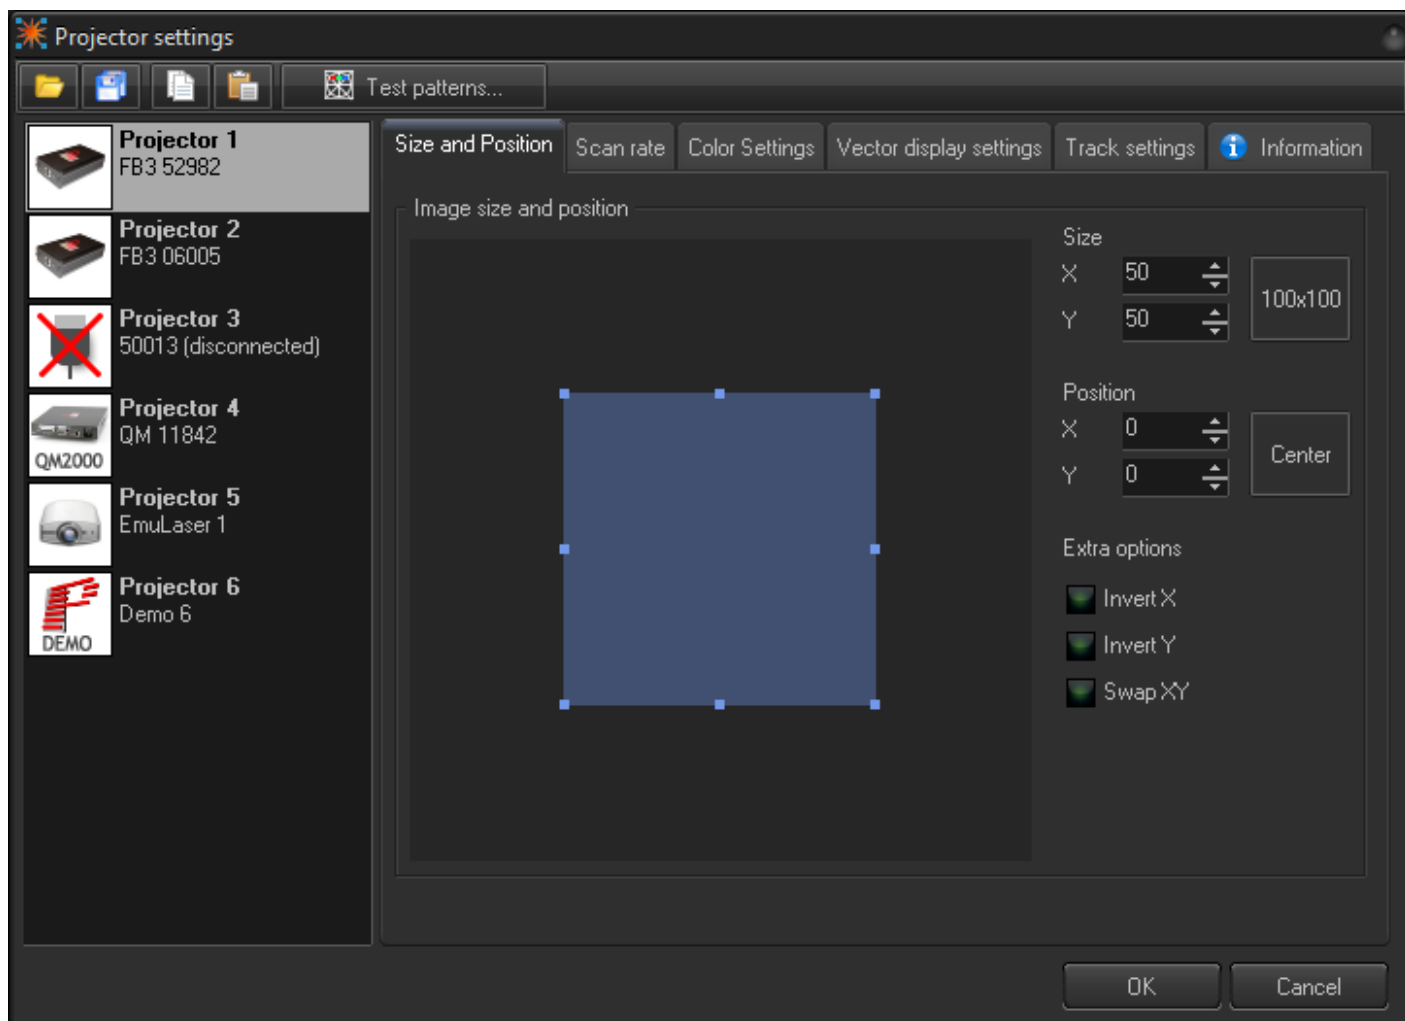 Projector settings
Test patterns...
Projector 1
FB3 52982
Projector 2
FB3 06005
Projector 3
50013 (disconnected)
Projector 4
QM 11842
QM2000
Projector 5
EmuLaser 1
Projector 6
Demo 6
DEMO
Size and Position
Scan rate
Color Settings
Vector display settings
Track settings
Information
Image size and position
Size
X 50
Y 50
100x100
Position
X 0
Y 0
Center
Extra options
Invert X
Invert Y
Swap XY
OK
Cancel